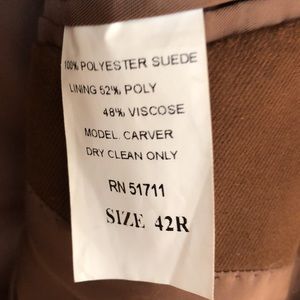 100% POLYESTER SUEDE
LINING 52% POLY
48% VISCOSE
MODEL. CARVER
DRY CLEAN ONLY
RN 51711
SIZE 42R